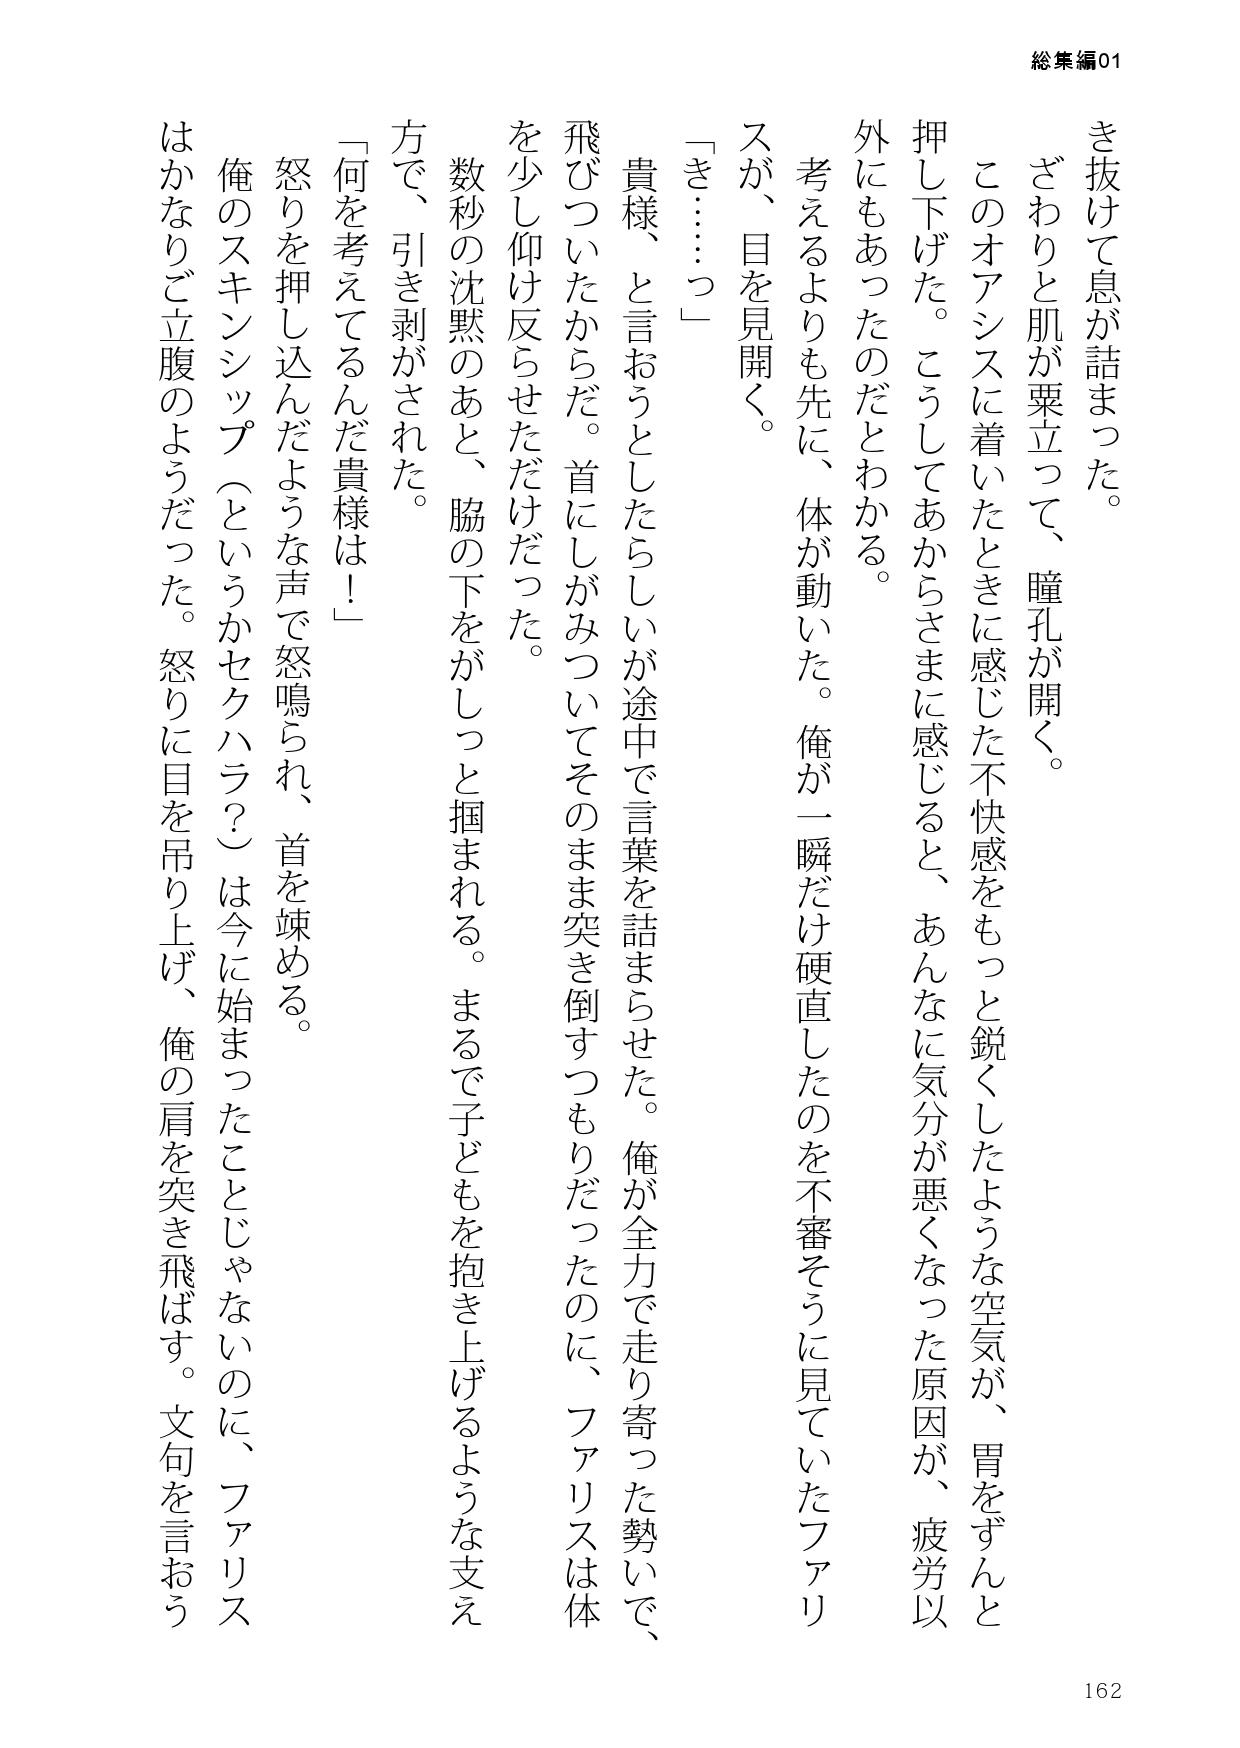 総集編01
き抜けて息が詰まった。
　ざわりと肌が粟立って、瞳孔が開く。
　このオアシスに着いたときに感じた不快感をもっと鋭くしたような空気が、胃をずんと
押し下げた。こうしてあからさまに感じると、あんなに気分が悪くなった原因が、疲労以
外にもあったのだとわかる。
　考えるよりも先に、体が動いた。俺が一瞬だけ硬直したのを不審そうに見ていたファリ
スが、目を見開く。
「き……っ」
　貴様、と言おうとしたらしいが途中で言葉を詰まらせた。俺が全力で走り寄った勢いで、
飛びついたからだ。首にしがみついてそのまま突き倒すつもりだったのに、ファリスは体
を少し仰け反らせただけだった。
　数秒の沈黙のあと、脇の下をがしっと掴まれる。まるで子どもを抱き上げるような支え
方で、引き剥がされた。
「何を考えてるんだ貴様は！」
　怒りを押し込んだような声で怒鳴られ、首を竦める。
　俺のスキンシップ（というかセクハラ？）は今に始まったことじゃないのに、ファリス
はかなりご立腹のようだった。怒りに目を吊り上げ、俺の肩を突き飛ばす。文句を言おう
162